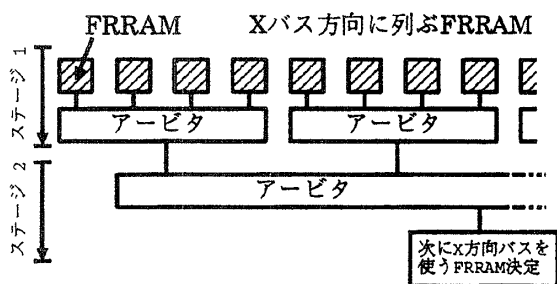 FRRAM
Xバス方向に列ぶFRRAM
ステージ 1
アービタ
アービタ
ステージ 2
アービタ
次にX方向バスを
使うFRRAM決定